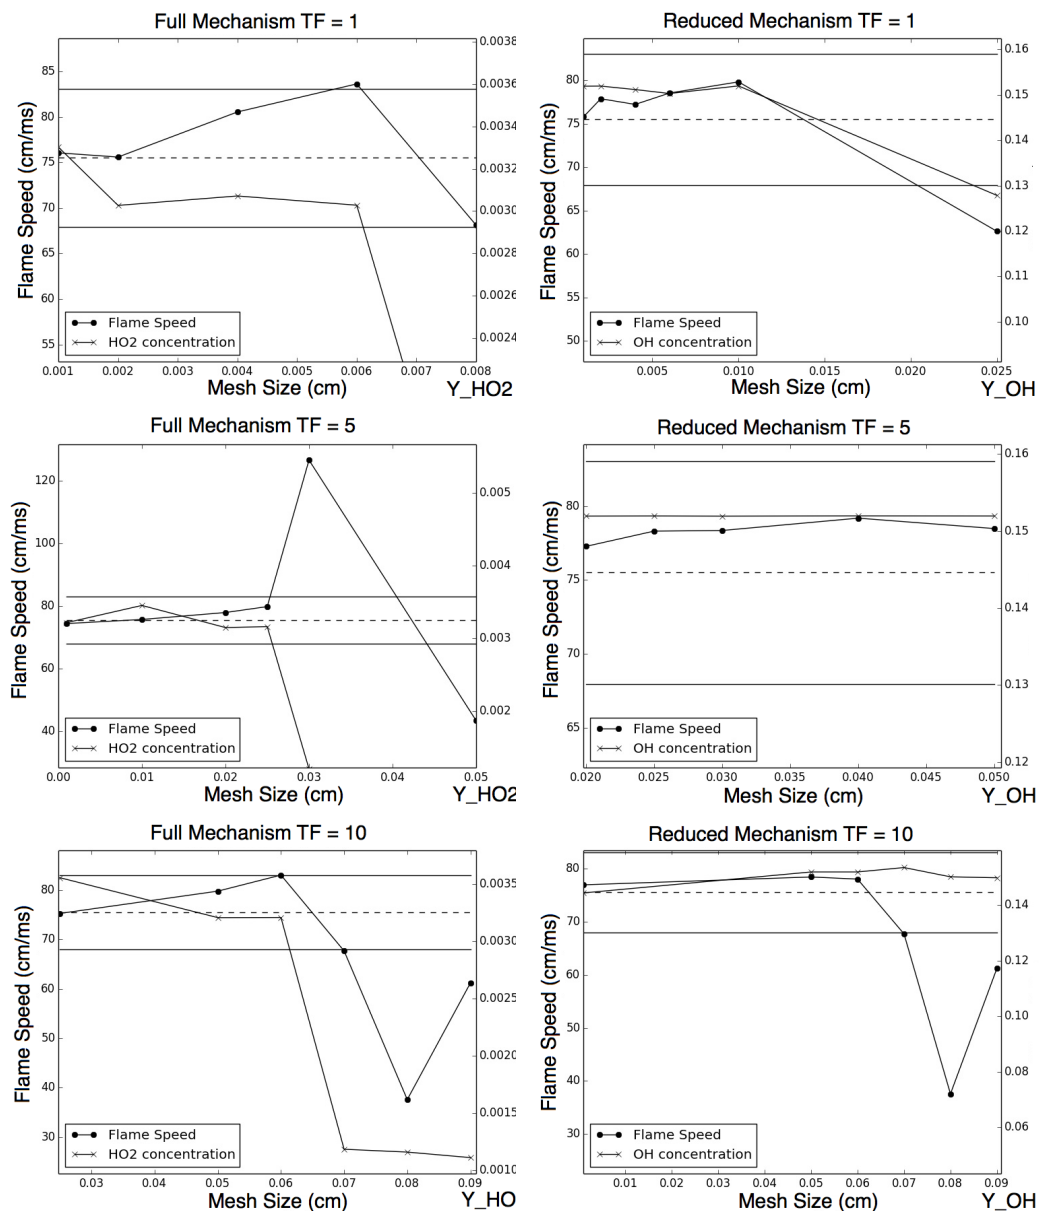 Full Mechanism TF = 1
Flame Speed (cm/ms)
85
80
75
70
65
60
55
0.0038
0.0036
0.0034
0.0032
0.0030
0.0028
0.0026
0.0024
Flame Speed
HO2 concentration
0.001 0.002 0.003 0.004 0.005 0.006 0.007 0.008
Mesh Size (cm)
Y_HO2
Reduced Mechanism TF = 1
Flame Speed (cm/ms)
80
75
70
65
60
55
50
0.16
0.15
0.14
0.13
0.12
0.11
0.10
Flame Speed
OH concentration
0.005 0.010 0.015 0.020 0.025
Mesh Size (cm)
Y_OH
Full Mechanism TF = 5
Flame Speed (cm/ms)
120
100
80
60
40
0.005
0.004
0.003
0.002
Flame Speed
HO2 concentration
0.00 0.01 0.02 0.03 0.04 0.05
Mesh Size (cm)
Y_HO2
Reduced Mechanism TF = 5
Flame Speed (cm/ms)
80
75
70
65
0.16
0.15
0.14
0.13
0.12
Flame Speed
OH concentration
0.020 0.025 0.030 0.035 0.040 0.045 0.050
Mesh Size (cm)
Y_OH
Full Mechanism TF = 10
Flame Speed (cm/ms)
80
70
60
50
40
30
0.0035
0.0030
0.0025
0.0020
0.0015
0.0010
Flame Speed
HO2 concentration
0.03 0.04 0.05 0.06 0.07 0.08 0.09
Mesh Size (cm)
Y_HO
Reduced Mechanism TF = 10
Flame Speed (cm/ms)
80
70
60
50
40
30
0.14
0.12
0.10
0.08
0.06
Flame Speed
OH concentration
0.01 0.02 0.03 0.04 0.05 0.06 0.07 0.08 0.09
Mesh Size (cm)
Y_OH